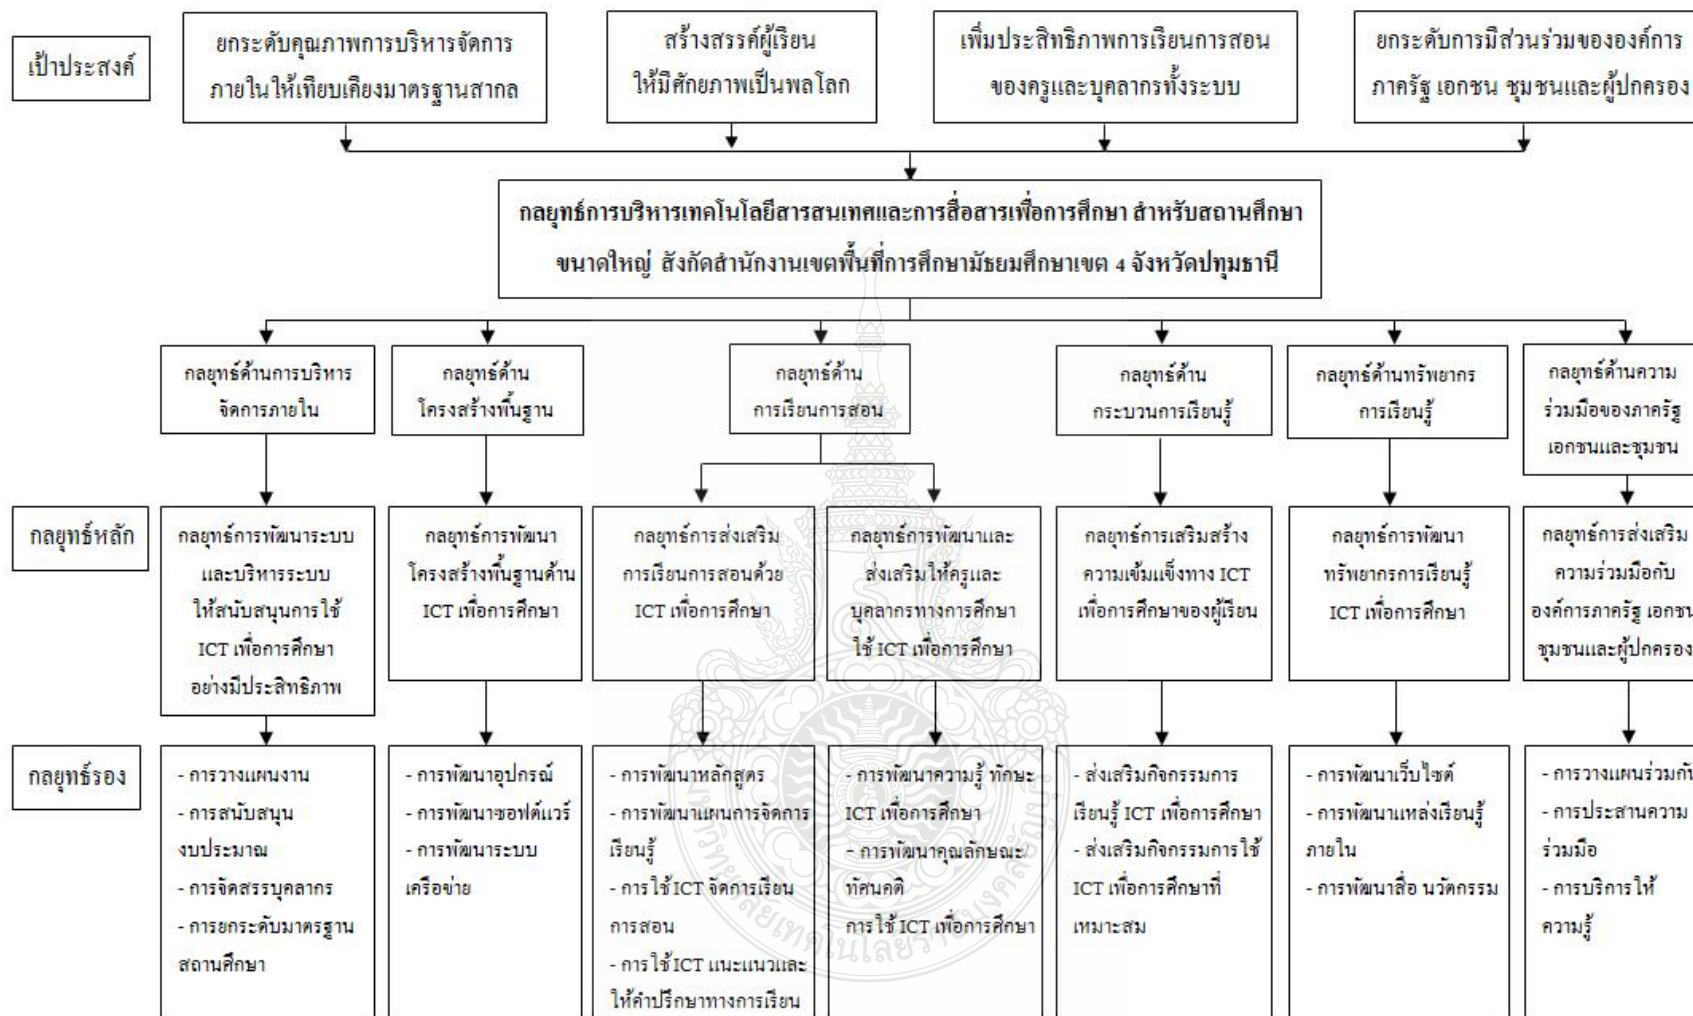 เป้าประสงค์
ยกระดับคุณภาพการบริหารจัดการ
ภายในให้เทียบเคียงมาตรฐานสากล
สร้างสรรค์ผู้เรียน
ให้มีศักยภาพเป็นพลโลก
เพิ่มประสิทธิภาพการเรียนการสอน
ของครูและบุคลากรทั้งระบบ
ยกระดับการมีส่วนร่วมขององค์การ
ภาครัฐ เอกชน ชุมชนและผู้ปกครอง
กลยุทธ์การบริหารเทคโนโลยีสารสนเทศและการสื่อสารเพื่อการศึกษา สำหรับสถานศึกษา
ขนาดใหญ่ สังกัดสำนักงานเขตพื้นที่การศึกษามัธยมศึกษาเขต 4 จังหวัดปทุมธานี
กลยุทธ์ด้านการบริหาร
จัดการภายใน
กลยุทธ์ด้าน
โครงสร้างพื้นฐาน
กลยุทธ์ด้าน
การเรียนการสอน
กลยุทธ์ด้าน
กระบวนการเรียนรู้
กลยุทธ์ด้านทรัพยากร
การเรียนรู้
กลยุทธ์ด้านความ
ร่วมมือของภาครัฐ
เอกชนและชุมชน
กลยุทธ์หลัก
กลยุทธ์การพัฒนาระบบ
และบริหารระบบ
ให้สนับสนุนการใช้
ICT เพื่อการศึกษา
อย่างมีประสิทธิภาพ
กลยุทธ์การพัฒนา
โครงสร้างพื้นฐานด้าน
ICT เพื่อการศึกษา
กลยุทธ์การส่งเสริม
การเรียนการสอนด้วย
ICT เพื่อการศึกษา
กลยุทธ์การพัฒนาและ
ส่งเสริมให้ครูและ
บุคลากรทางการศึกษา
ใช้ ICT เพื่อการศึกษา
กลยุทธ์การเสริมสร้าง
ความเข้มแข็งทาง ICT
เพื่อการศึกษาของผู้เรียน
กลยุทธ์การพัฒนา
ทรัพยากรการเรียนรู้
ICT เพื่อการศึกษา
กลยุทธ์การส่งเสริม
ความร่วมมือกับ
องค์การภาครัฐ เอกชน
ชุมชนและผู้ปกครอง
กลยุทธ์รอง
- การวางแผนงาน
- การสนับสนุน
งบประมาณ
- การจัดสรรบุคลากร
- การยกระดับมาตรฐาน
สถานศึกษา
- การพัฒนาอุปกรณ์
- การพัฒนาซอฟต์แวร์
- การพัฒนาระบบ
เครือข่าย
- การพัฒนาหลักสูตร
- การพัฒนาแผนการจัดการ
เรียนรู้
- การใช้ ICT จัดการเรียน
การสอน
- การใช้ ICT แนะแนวและ
ให้คำปรึกษาทางการเรียน
- การพัฒนาความรู้ ทักษะ
ICT เพื่อการศึกษา
- การพัฒนาคุณลักษณะ/
ทัศนคติ
การใช้ ICT เพื่อการศึกษา
- ส่งเสริมกิจกรรมการ
เรียนรู้ ICT เพื่อการศึกษา
- ส่งเสริมกิจกรรมการใช้
ICT เพื่อการศึกษาที่
เหมาะสม
- การพัฒนาเว็บไซต์
- การพัฒนาแหล่งเรียนรู้
ภายใน
- การพัฒนาสื่อ นวัตกรรม
- การวางแผนร่วมกัน
- การประสานความ
ร่วมมือ
- การบริการให้
ความรู้
มหาวิทยาลัยเทคโนโลยีราชมงคลธัญบุรี